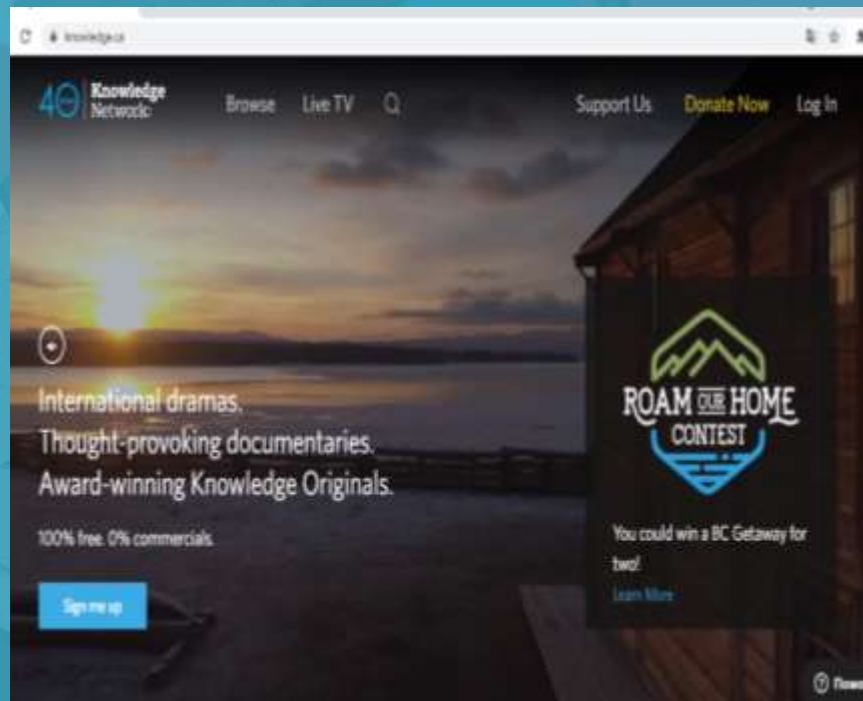 knowledge.ca
40 Knowledge
Network:
Browse Live TV
Support Us Donate Now Log In
International dramas.
Thought-provoking documentaries.
Award-winning Knowledge Originals.
100% free. 0% commercials.
Sign me up
ROAM OUR HOME
CONTEST
You could win a BC Getaway for
two!
Learn More